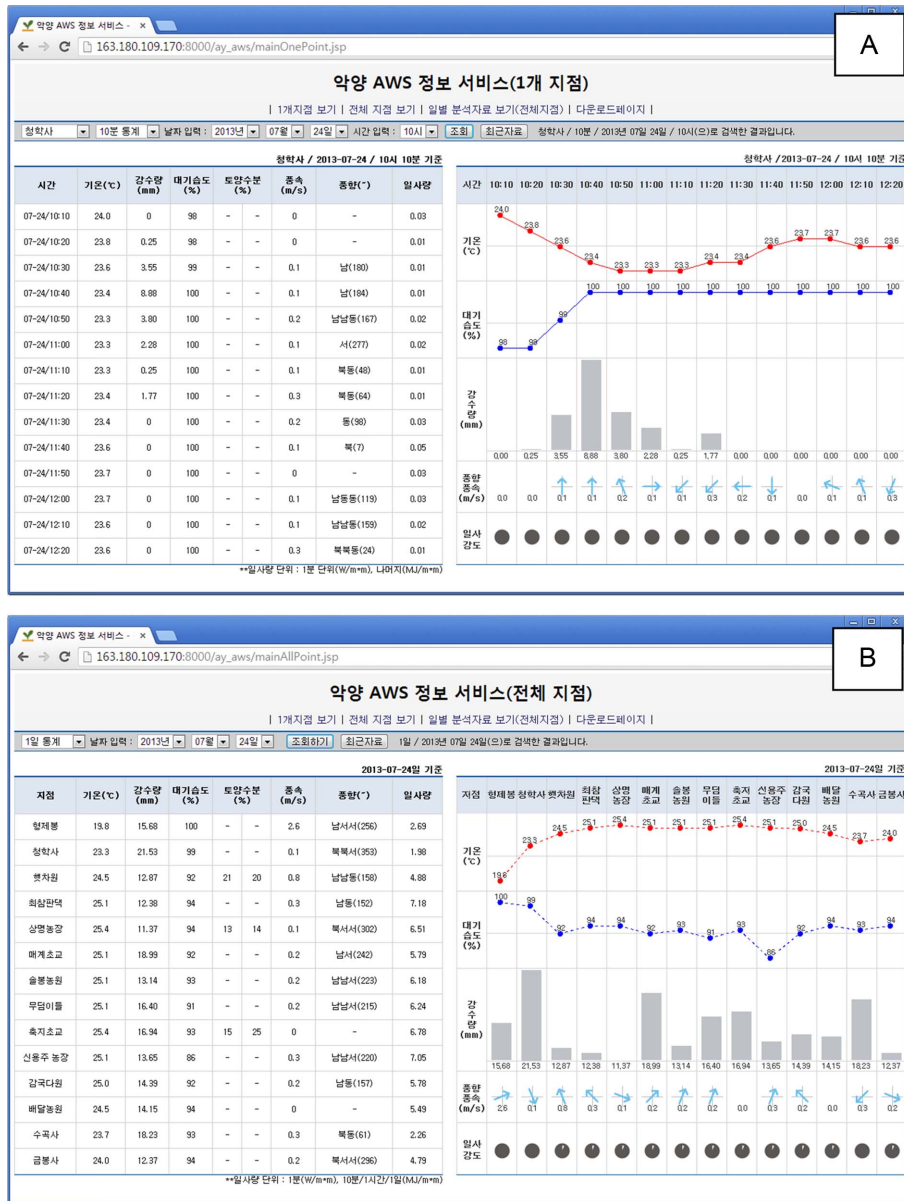 악양 AWS 정보 서비스 -
163.180.109.170:8000/ay_aws/mainOnePoint.jsp
A
악양 AWS 정보 서비스(1개 지점)
| 1개지점 보기 | 전체 지점 보기 | 일별 분석자료 보기(전체지점) | 다운로드페이지 |
청학사 10분 통계 날짜 입력 : 2013년 07월 24일 시간 입력 : 10시 조회 최근자료 청학사 / 10분 / 2013년 07월 24일 / 10시(으)로 검색한 결과입니다.
청학사 / 2013-07-24 / 10시 10분 기준
시간 기온(℃) 강수량(mm) 대기습도(%) 토양수분(%) 풍속(m/s) 풍향(˚) 일사량
07-24/10:10 24.0 0 98 - - 0 - 0.03
07-24/10:20 23.8 0.25 98 - - 0 - 0.01
07-24/10:30 23.6 3.55 99 - - 0.1 남(180) 0.01
07-24/10:40 23.4 8.88 100 - - 0.1 남(184) 0.01
07-24/10:50 23.3 3.80 100 - - 0.2 남남동(167) 0.02
07-24/11:00 23.3 2.28 100 - - 0.1 서(277) 0.02
07-24/11:10 23.3 0.25 100 - - 0.1 북동(48) 0.01
07-24/11:20 23.4 1.77 100 - - 0.3 북동(64) 0.01
07-24/11:30 23.4 0 100 - - 0.2 동(98) 0.03
07-24/11:40 23.6 0 100 - - 0.1 북(7) 0.05
07-24/11:50 23.7 0 100 - - 0 - 0.03
07-24/12:00 23.7 0 100 - - 0.1 남동동(119) 0.03
07-24/12:10 23.6 0 100 - - 0.1 남남동(159) 0.02
07-24/12:20 23.6 0 100 - - 0.3 북북동(24) 0.01
**일사량 단위 : 1분 단위(W/m*m), 나머지(MJ/m*m)
청학사 /2013-07-24 / 10시 10분 기준
시간 10:10 10:20 10:30 10:40 10:50 11:00 11:10 11:20 11:30 11:40 11:50 12:00 12:10 12:20
기온(℃) 24.0 23.8 23.6 23.4 23.3 23.3 23.3 23.4 23.4 23.6 23.7 23.7 23.6 23.6
대기습도(%) 98 98 99 100 100 100 100 100 100 100 100 100 100 100
강수량(mm) 0.00 0.25 3.55 8.88 3.80 2.28 0.25 1.77 0.00 0.00 0.00 0.00 0.00 0.00
풍향풍속(m/s) 0.0 0.0 0.1 0.1 0.2 0.1 0.1 0.3 0.2 0.1 0.0 0.1 0.1 0.3
일사강도
악양 AWS 정보 서비스 -
163.180.109.170:8000/ay_aws/mainAllPoint.jsp
B
악양 AWS 정보 서비스(전체 지점)
| 1개지점 보기 | 전체 지점 보기 | 일별 분석자료 보기(전체지점) | 다운로드페이지 |
1일 통계 날짜 입력 : 2013년 07월 24일 조회하기 최근자료 1일 / 2013년 07월 24일(으)로 검색한 결과입니다.
2013-07-24일 기준
지점 기온(℃) 강수량(mm) 대기습도(%) 토양수분(%) 풍속(m/s) 풍향(˚) 일사량
형제봉 19.8 15.68 100 - - 2.6 남서서(256) 2.69
청학사 23.3 21.53 99 - - 0.1 북북서(353) 1.98
햇차원 24.5 12.87 92 21 20 0.8 남남동(158) 4.88
최참판댁 25.1 12.38 94 - - 0.3 남동(152) 7.18
상명농장 25.4 11.37 94 13 14 0.1 북서서(302) 6.51
매계초교 25.1 18.99 92 - - 0.2 남서(242) 5.79
솔봉농원 25.1 13.14 93 - - 0.2 남남서(223) 6.18
무덤이들 25.1 16.40 91 - - 0.2 남남서(215) 6.24
축지초교 25.4 16.94 93 15 25 0 - 6.78
신용주 농장 25.1 13.65 86 - - 0.3 남남서(220) 7.05
감국다원 25.0 14.39 92 - - 0.2 남동(157) 5.78
배달농원 24.5 14.15 94 - - 0 - 5.49
수곡사 23.7 18.23 93 - - 0.3 북동(61) 2.26
금봉사 24.0 12.37 94 - - 0.2 북서서(296) 4.79
**일사량 단위 : 1분(W/m*m), 10분/1시간/1일(MJ/m*m)
2013-07-24일 기준
지점 형제봉 청학사 햇차원 최참판댁 상명농장 매계초교 솔봉농원 무덤이들 축지초교 신용주농장 감국다원 배달농원 수곡사 금봉사
기온(℃) 19.8 23.3 24.5 25.1 25.4 25.1 25.1 25.1 25.4 25.1 25.0 24.5 23.7 24.0
대기습도(%) 100 99 92 94 94 92 93 91 93 86 92 94 93 94
강수량(mm) 15.68 21.53 12.87 12.38 11.37 18.99 13.14 16.40 16.94 13.65 14.39 14.15 18.23 12.37
풍향풍속(m/s) 2.6 0.1 0.8 0.3 0.1 0.2 0.2 0.2 0.0 0.3 0.2 0.0 0.3 0.2
일사강도